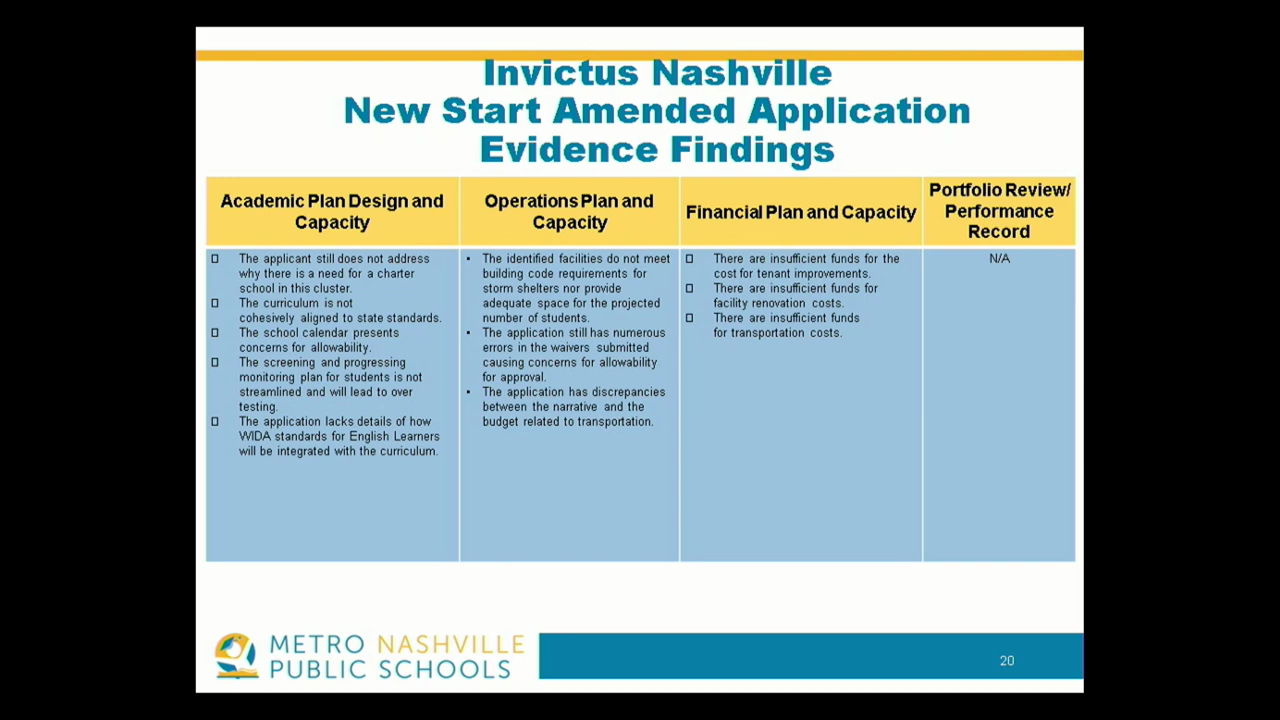 Invictus Nashville
New Start Amended Application
Evidence Findings
Academic Plan Design and
Capacity
Operations Plan and
Capacity
Financial Plan and Capacity
Portfolio Review/
Performance
Record
The applicant still does not address
why there is a need for a charter
school in this cluster.
The curriculum is not
cohesively aligned to state standards.
The school calendar presents
concerns for allowability.
The screening and progressing
monitoring plan for students is not
streamlined and will lead to over
testing.
The application lacks details of how
WIDA standards for English Learners
will be integrated with the curriculum.
• The identified facilities do not meet
building code requirements for
storm shelters nor provide
adequate space for the projected
number of students.
• The application still has numerous
errors in the waivers submitted
causing concerns for allowability
for approval.
• The application has discrepancies
between the narrative and the
budget related to transportation.
There are insufficient funds for the
cost for tenant improvements.
There are insufficient funds for
facility renovation costs.
There are insufficient funds
for transportation costs.
N/A
METRO NASHVILLE
PUBLIC SCHOOLS
20